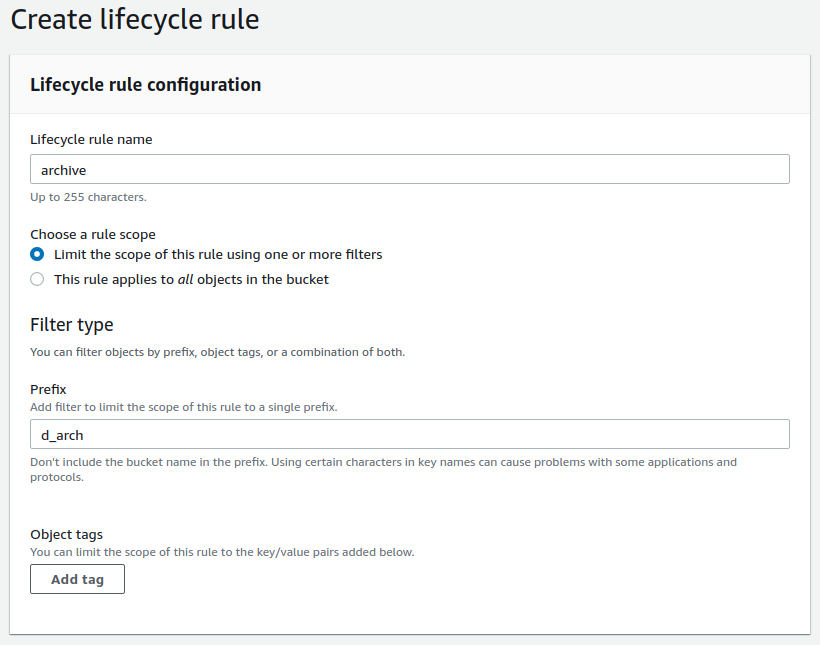 Create lifecycle rule
Lifecycle rule configuration
Lifecycle rule name
archive
Up to 255 characters.
Choose a rule scope
Limit the scope of this rule using one or more filters
This rule applies to all objects in the bucket
Filter type
You can filter objects by prefix, object tags, or a combination of both.
Prefix
Add filter to limit the scope of this rule to a single prefix.
d_arch
Don't include the bucket name in the prefix. Using certain characters in key names can cause problems with some applications and
protocols.
Object tags
You can limit the scope of this rule to the key/value pairs added below.
Add tag